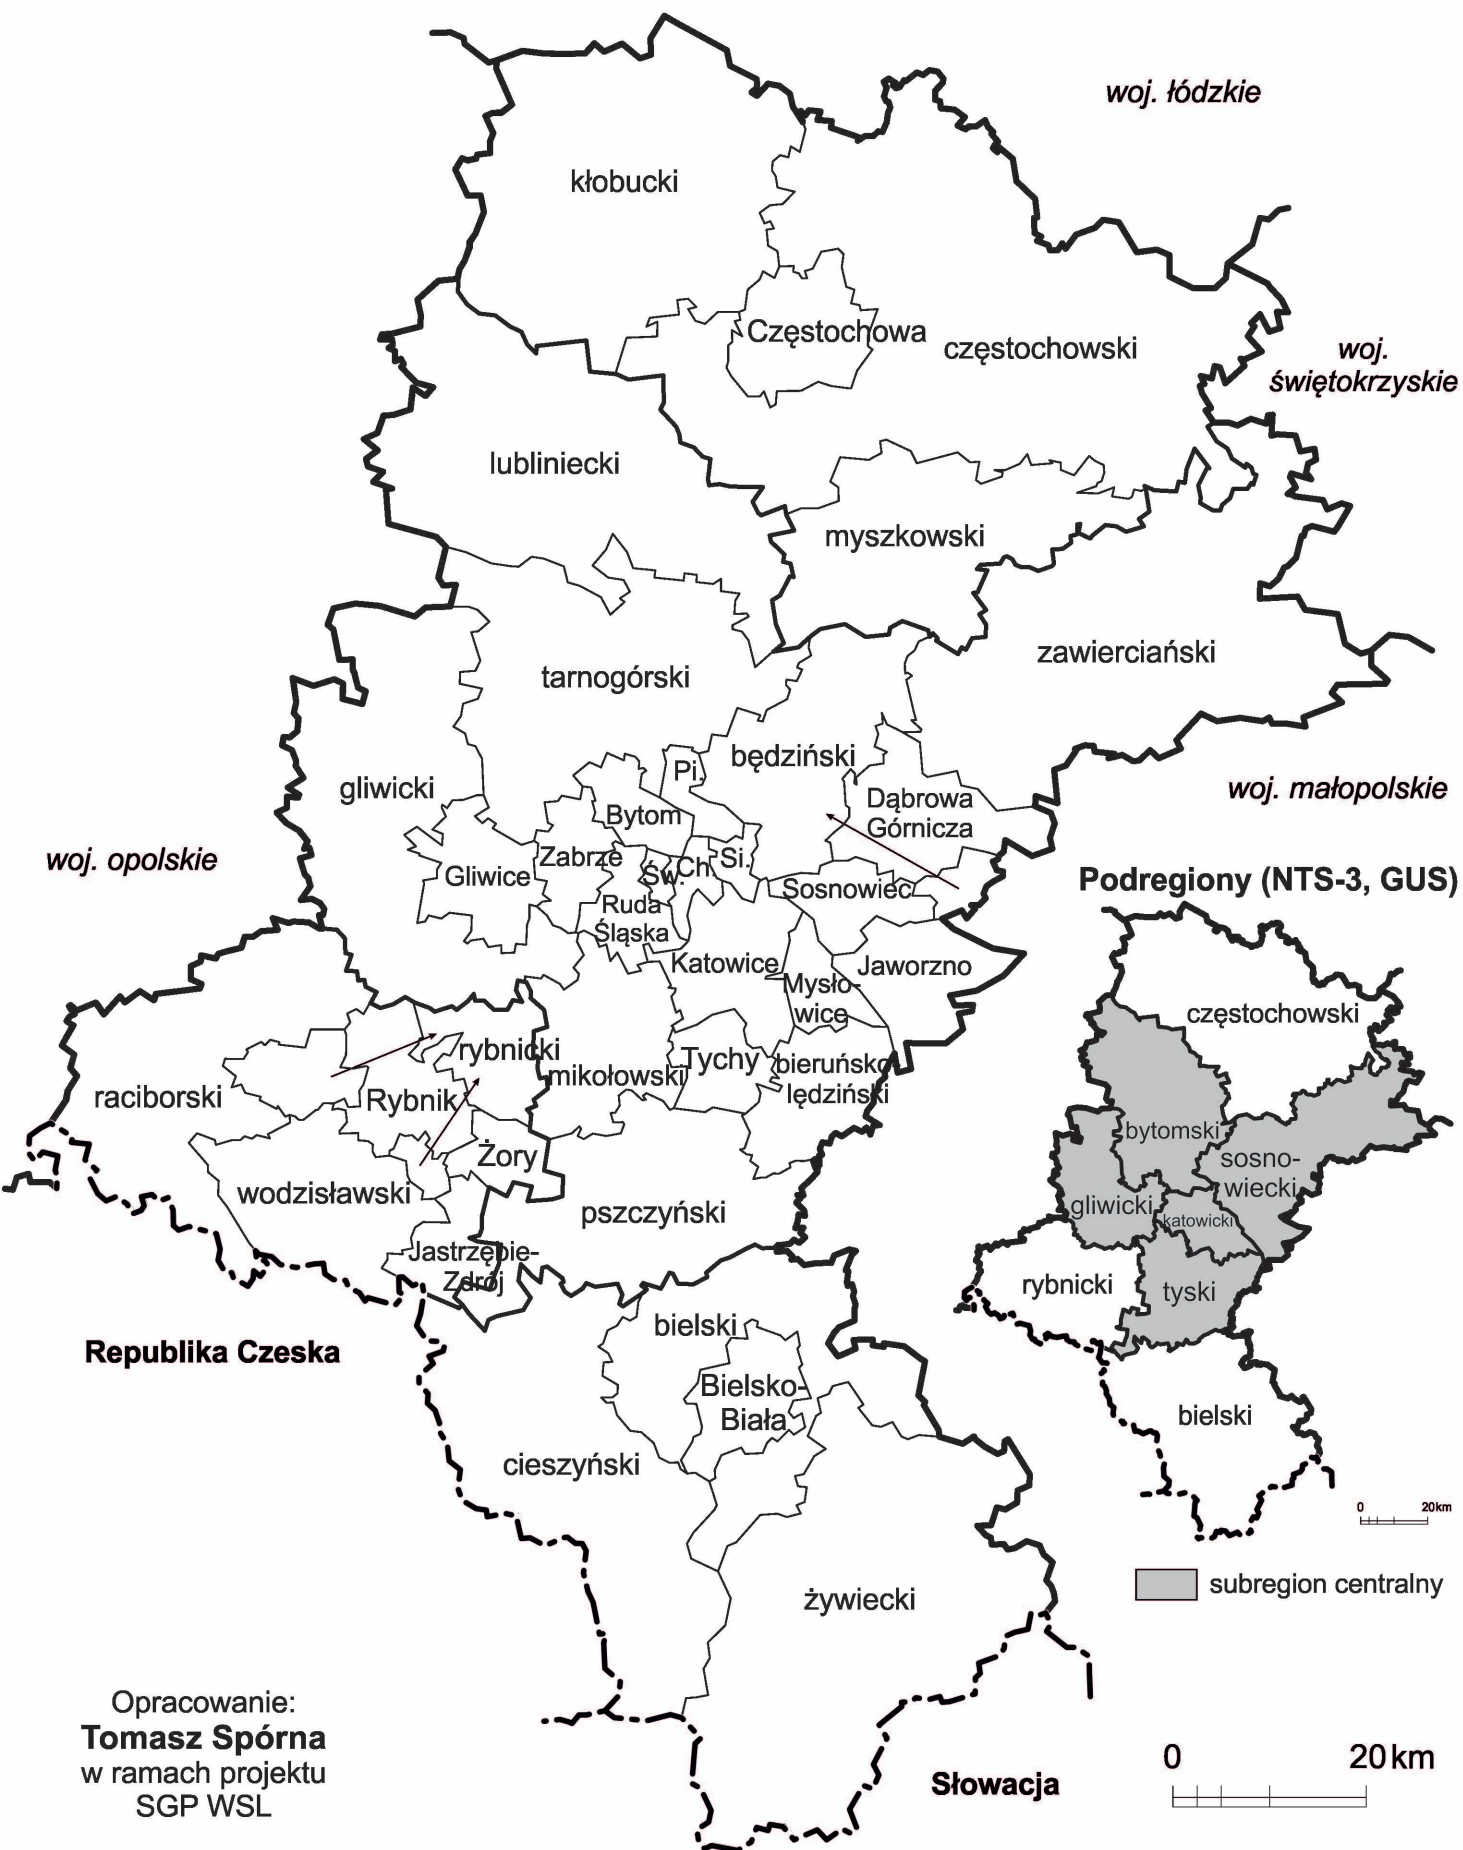 woj. łódzkie
kłobucki
Częstochowa
częstochowski
woj.
świętokrzyskie
lubliniecki
myszkowski
zawierciański
tarnogórski
będziński
Pi.
gliwicki
woj. małopolskie
Dąbrowa
Górnicza
Bytom
woj. opolskie
Zabrze
Gliwice
Św.
Ch.
Si.
Sosnowiec
Ruda
Śląska
Katowice
Jaworzno
Mysło-
wice
rybnicki
mikołowski
Tychy
bieruńsko
lędziński
raciborski
Rybnik
Żory
wodzisławski
pszczyński
Jastrzębie-
Zdrój
Republika Czeska
bielski
Bielsko-
Biała
cieszyński
żywiecki
Słowacja
Podregiony (NTS-3, GUS)
częstochowski
bytomski
sosno-
wiecki
gliwicki
katowicki
rybnicki
tyski
bielski
0 20km
subregion centralny
Opracowanie:
Tomasz Spórna
w ramach projektu
SGP WSL
0 20km